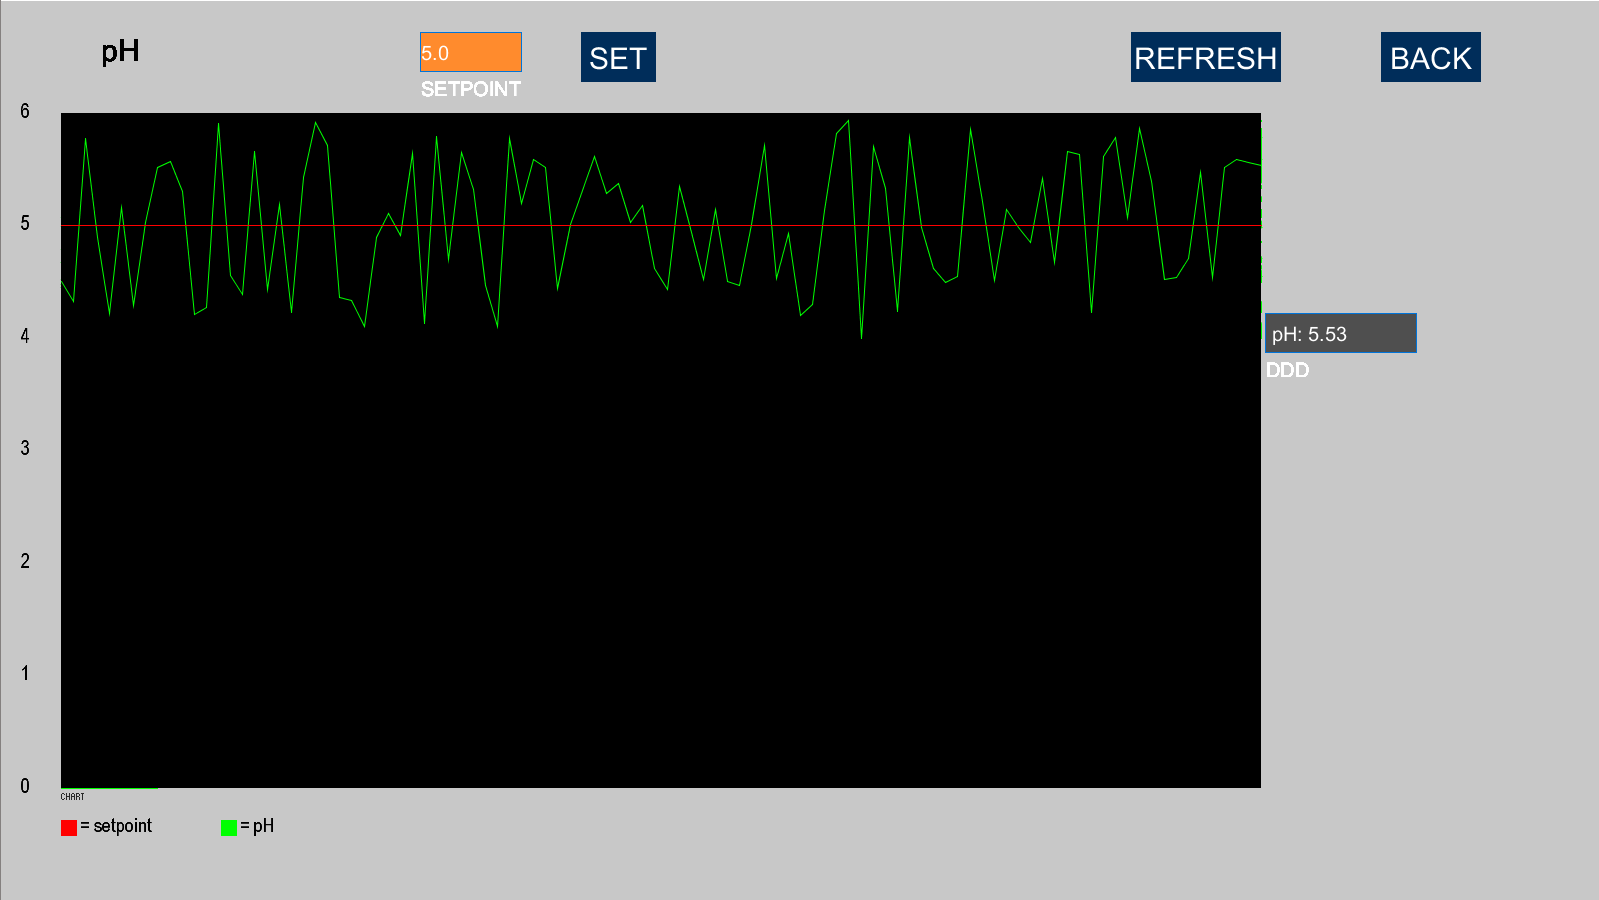 pH
5.0
SETPOINT
SET
REFRESH
BACK
6
5
4
3
2
1
0
pH: 5.53
DDD
CHART
= setpoint
= pH